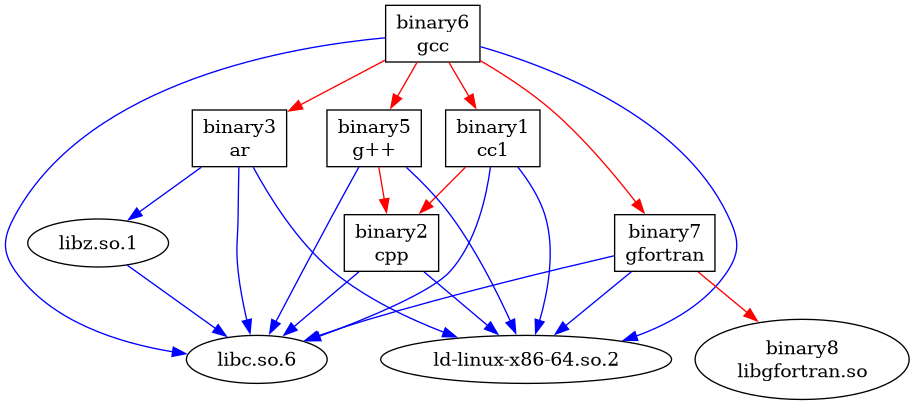 binary6
gcc
binary3
ar
binary5
g++
binary1
cc1
libz.so.1
binary2
cpp
binary7
gfortran
libc.so.6
ld-linux-x86-64.so.2
binary8
libgfortran.so